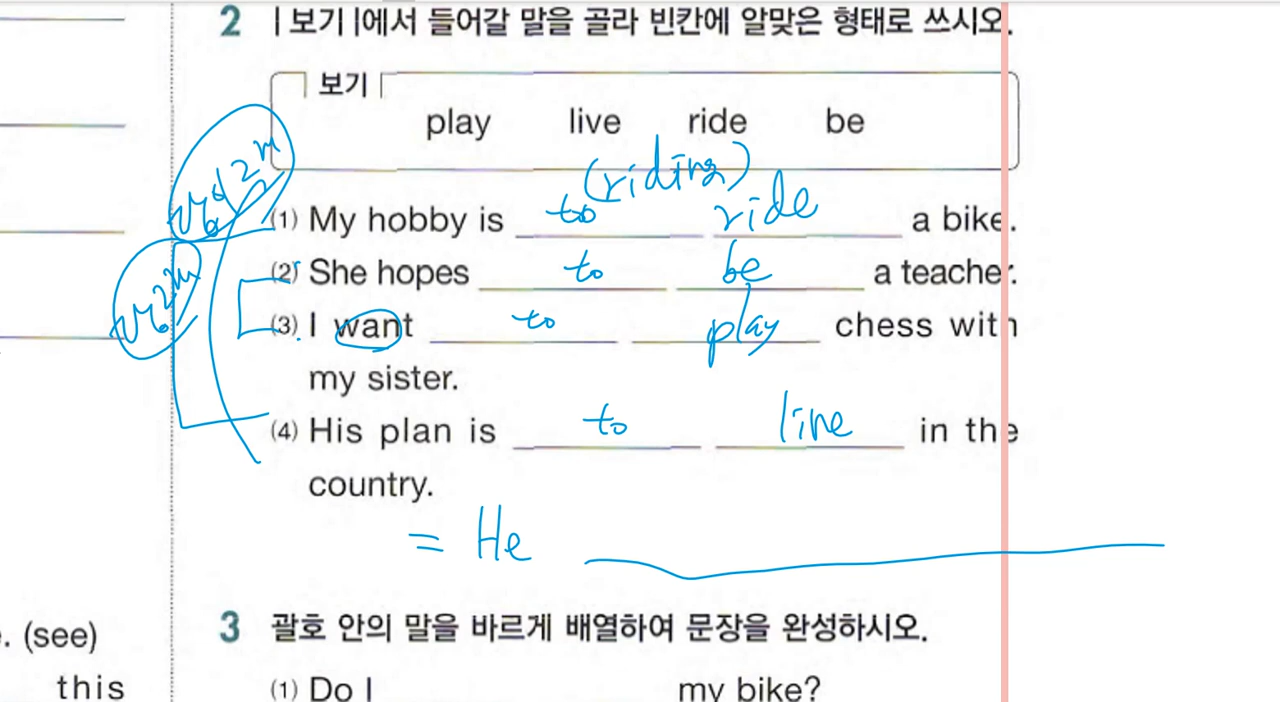 2 |보기|에서 들어갈 말을 골라 빈칸에 알맞은 형태로 쓰시오.
보기
play live ride be
(riding)
(1) My hobby is to ride a bike.
(2) She hopes to be a teacher.
(3) I want to play chess with
my sister.
(4) His plan is to live in the
country.
= He
3 괄호 안의 말을 바르게 배열하여 문장을 완성하시오.
. (see)
this
(1) Do I my bike?